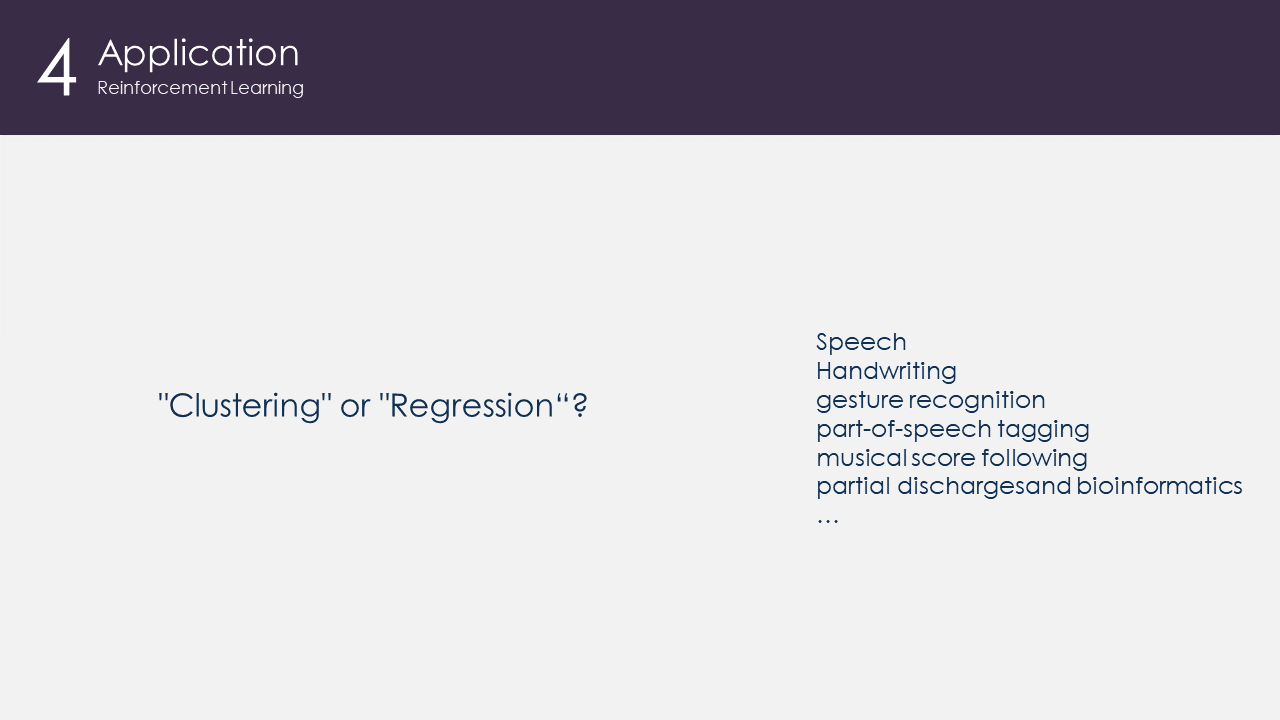 4 Application
Reinforcement Learning
"Clustering" or "Regression“?
Speech
Handwriting
gesture recognition
part-of-speech tagging
musical score following
partial dischargesand bioinformatics
…